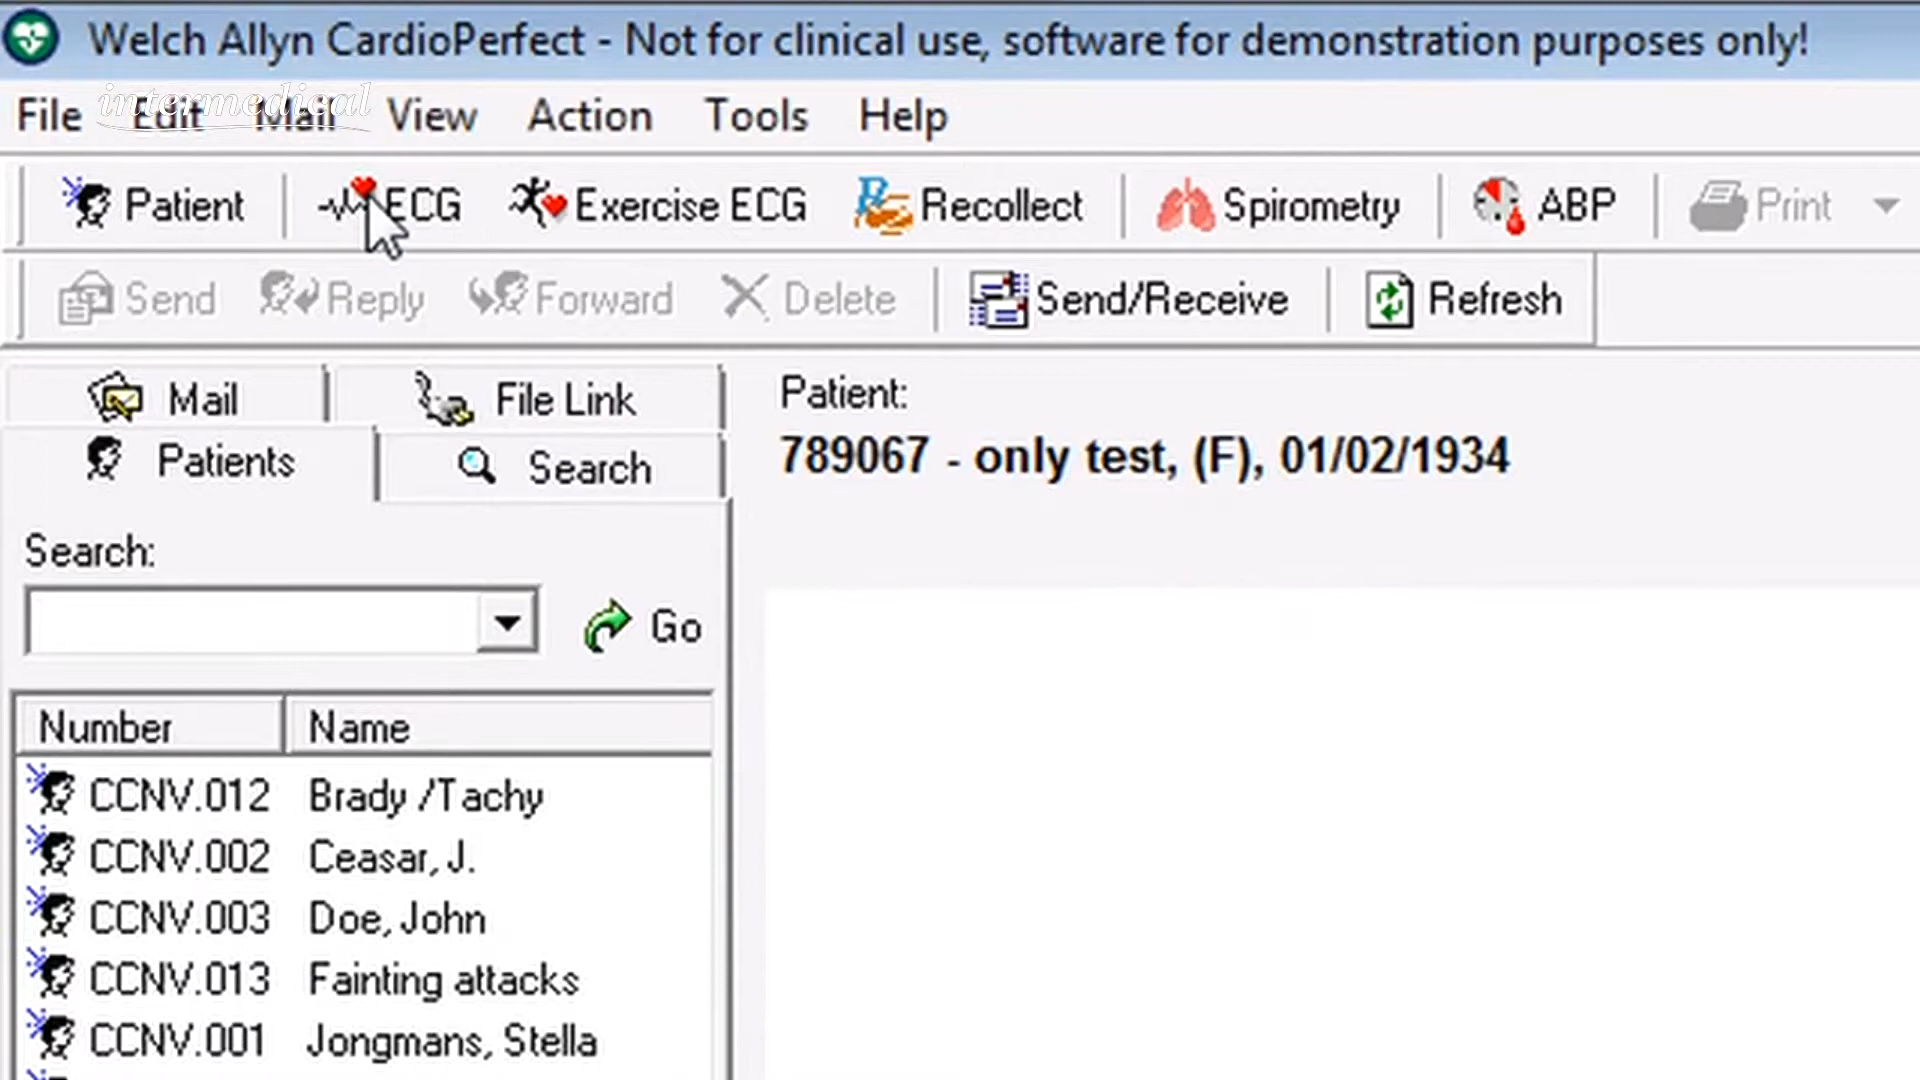 Welch Allyn CardioPerfect - Not for clinical use, software for demonstration purposes only!
intermedical
File Edit Mail View Action Tools Help
Patient ECG Exercise ECG Recollect Spirometry ABP Print
Send Reply Forward Delete Send/Receive Refresh
Mail File Link
Patients Search
Patient:
789067 - only test, (F), 01/02/1934
Search:
Go
Number Name
CCNV.012 Brady /Tachy
CCNV.002 Ceasar, J.
CCNV.003 Doe, John
CCNV.013 Fainting attacks
CCNV.001 Jongmans, Stella